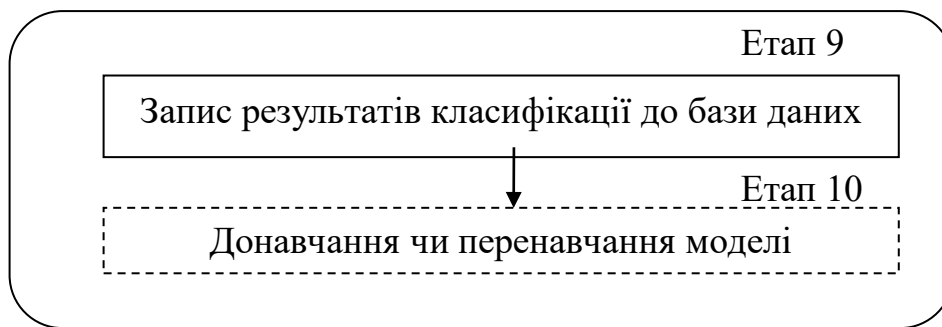 Етап 9
Запис результатів класифікації до бази даних
Етап 10
Донавчання чи перенавчання моделі